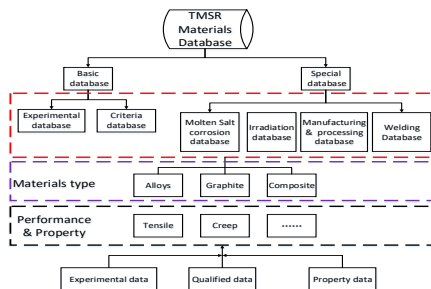 TMSR
Materials
Database
Basic
database
Special
database
Experimental
database
Criteria
database
Molten Salt
corrosion
database
Irradiation
database
Manufacturing
& processing
database
Welding
Database
Materials type
Alloys
Graphite
Composite
Performance
& Property
Tensile
Creep
......
Experimental data
Qualified data
Property data